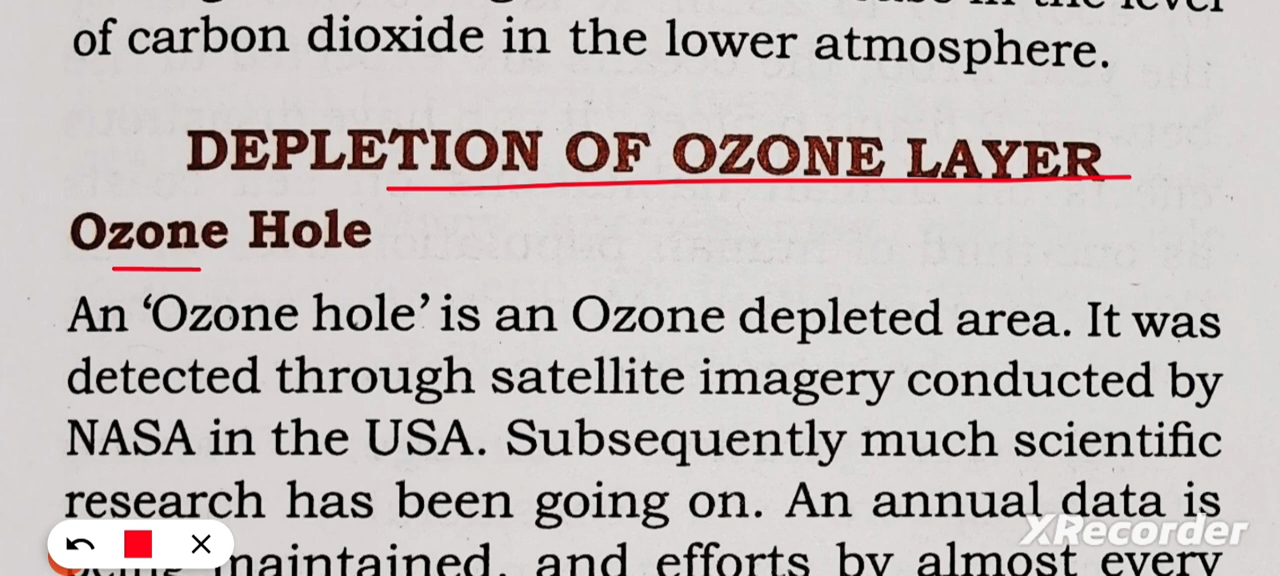 level
of carbon dioxide in the lower atmosphere.
DEPLETION OF OZONE LAYER
Ozone Hole
An ‘Ozone hole’ is an Ozone depleted area. It was
detected through satellite imagery conducted by
NASA in the USA. Subsequently much scientific
research has been going on. An annual data is
XRecorder
maintained, and efforts by almost every